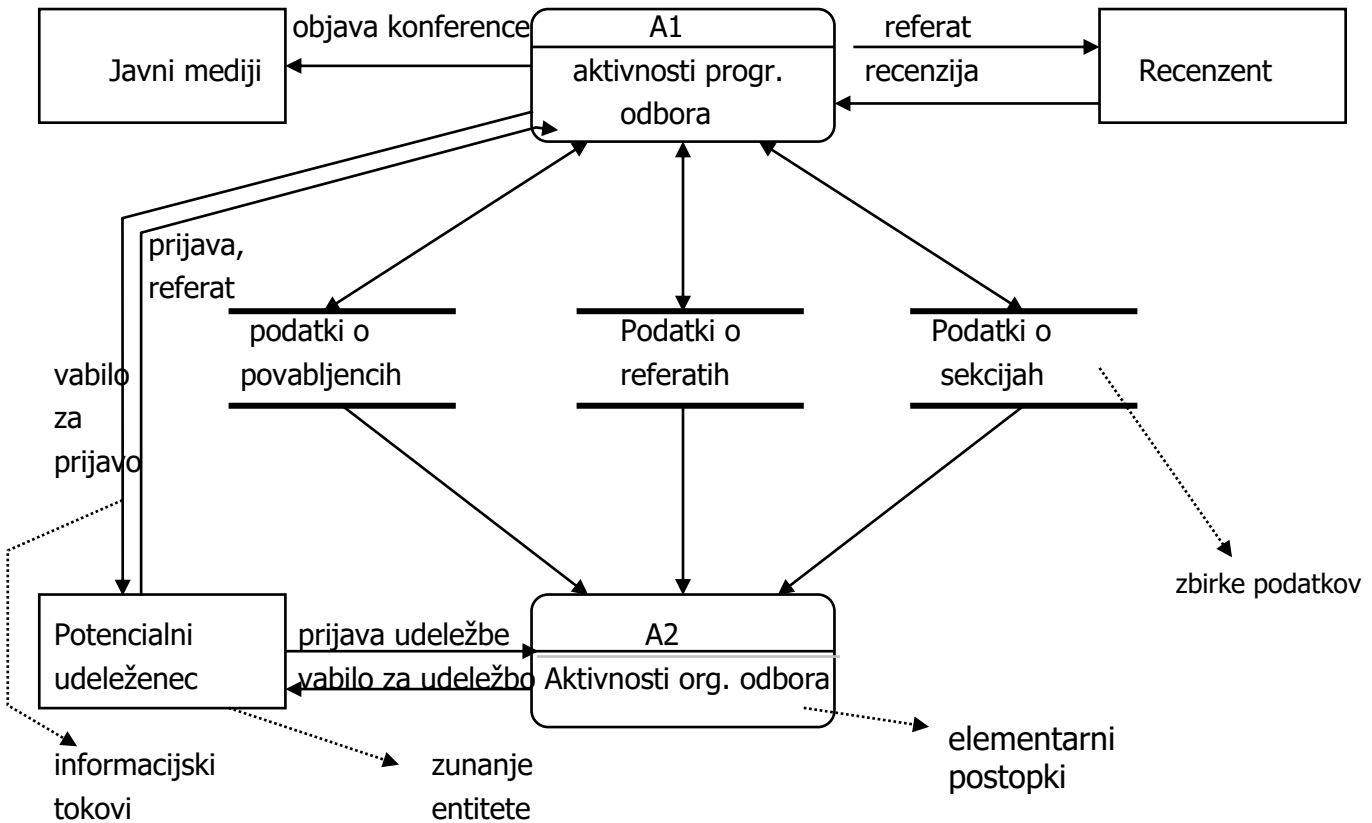 objava konference
A1
referat
Javni mediji
aktivnosti progr.
odbora
recenzija
Recenzent
prijava,
referat
podatki o
povabljencih
Podatki o
referatih
Podatki o
sekcijah
vabilo
za
prijavo
zbirke podatkov
Potencialni
udeleženec
prijava udeležbe
vabilo za udeležbo
A2
Aktivnosti org. odbora
informacijski
tokovi
zunanje
entitete
elementarni
postopki